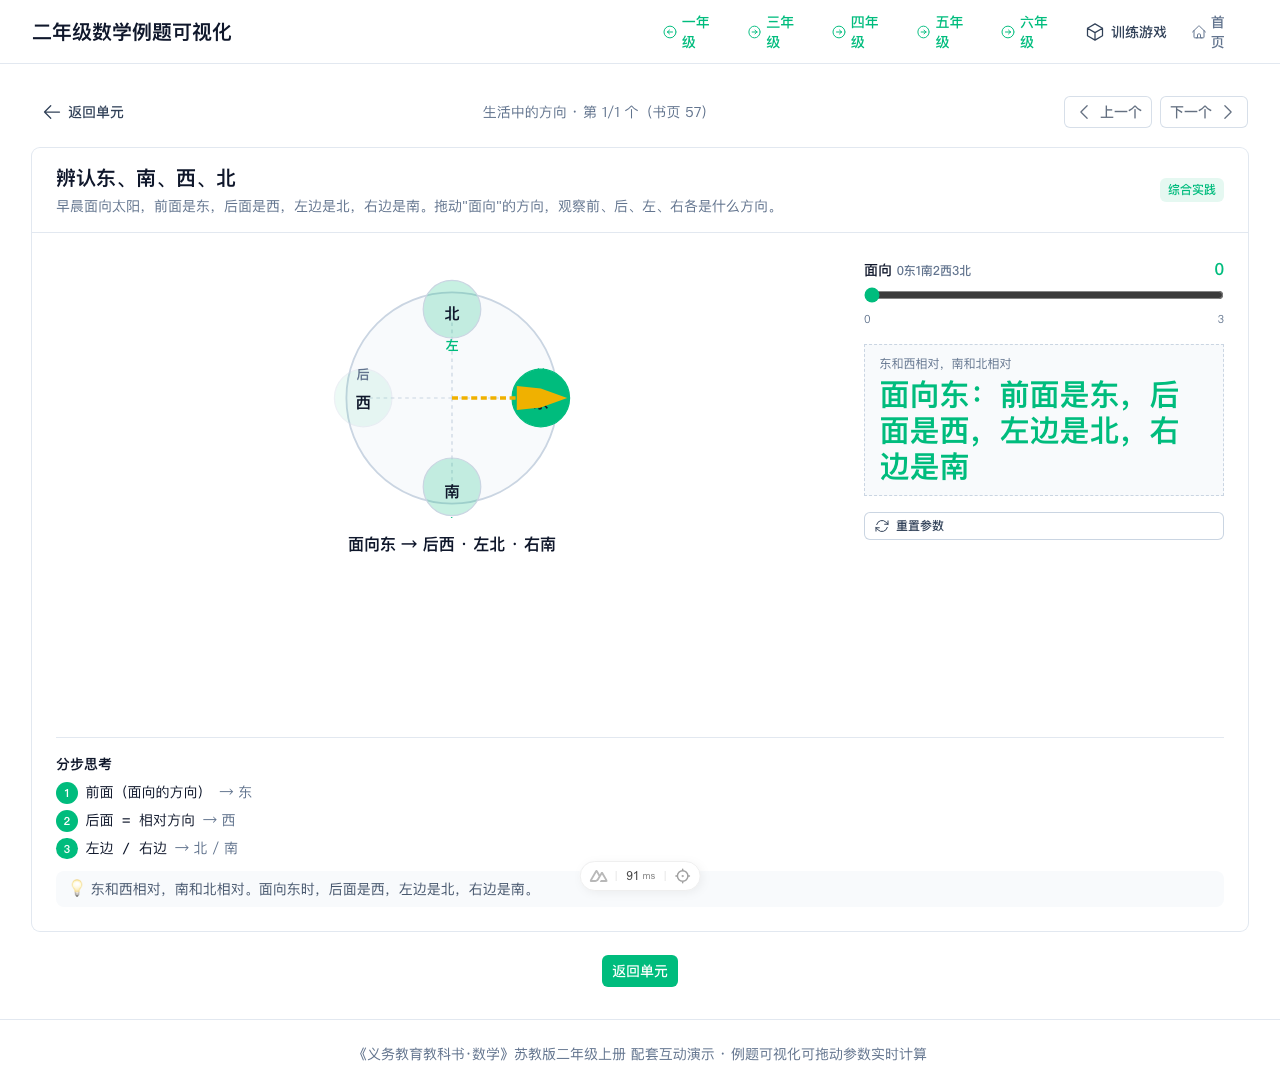 二年级数学例题可视化
一年级
三年级
四年级
五年级
六年级
训练游戏
首页
返回单元
生活中的方向 · 第 1/1 个（书页 57）
上一个
下一个
辨认东、南、西、北
早晨面向太阳，前面是东，后面是西，左边是北，右边是南。拖动"面向"的方向，观察前、后、左、右各是什么方向。
综合实践
北
左
后
西
南
面向东 → 后西 · 左北 · 右南
面向 0东1南2西3北
0
0
3
东和西相对，南和北相对
面向东：前面是东，后
面是西，左边是北，右
边是南
重置参数
分步思考
1 前面（面向的方向） → 东
2 后面 = 相对方向 → 西
3 左边 / 右边 → 北 / 南
91 ms
💡 东和西相对，南和北相对。面向东时，后面是西，左边是北，右边是南。
返回单元
《义务教育教科书·数学》苏教版二年级上册 配套互动演示 · 例题可视化可拖动参数实时计算